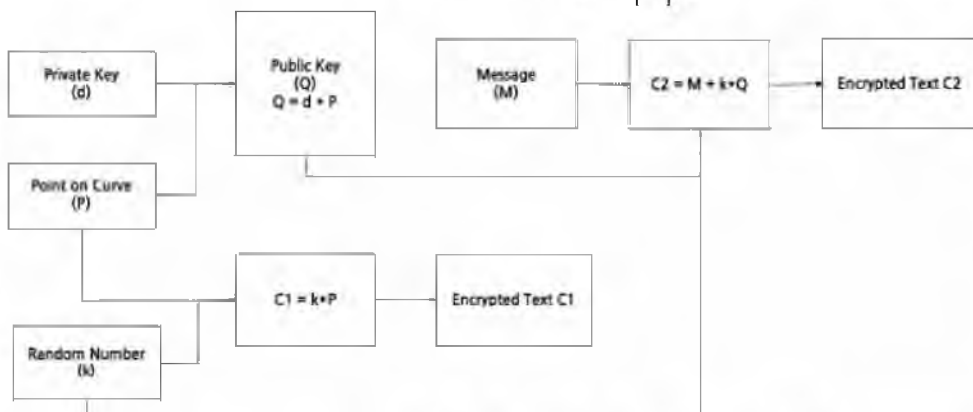 Private Key
(d)
Public Key
(Q)
Q = d * P
Message
(M)
C2 = M + k*Q
Encrypted Text C2
Point on Curve
(P)
C1 = k*P
Encrypted Text C1
Random Number
(k)